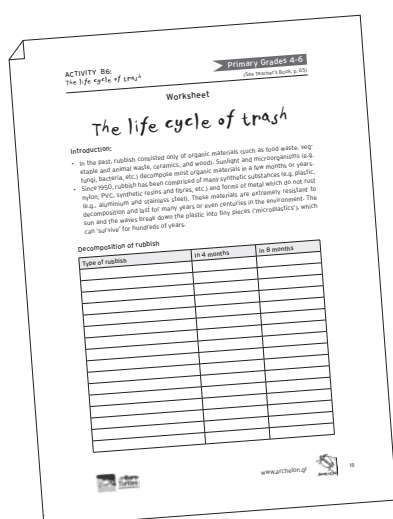 ACTIVITY B6:
The life cycle of trash
Primary Grades 4-6
(See Teacher's Book, p. 65)
Worksheet
The life cycle of trash
Introduction:
• In the past, rubbish consisted only of organic materials (such as food waste, veg-
etable and animal waste, ceramics, and wood). Sunlight and microorganisms (e.g.
fungi, bacteria, etc.) decompose most organic materials in a few months or years.
• Since 1950, rubbish has been comprised of many synthetic substances (e.g. plastic,
nylon, PVC, synthetic resins and fibres, etc.) and forms of metal which do not rust
(e.g., aluminium and stainless steel). These materials are extremely resistant to
decomposition and last for many years or even centuries in the environment. The
sun and the waves break down the plastic into tiny pieces ('microplastics'), which
can 'survive' for hundreds of years.
Decomposition of rubbish
Type of rubbish
in 4 months
in 8 months
www.archelon.gr
18